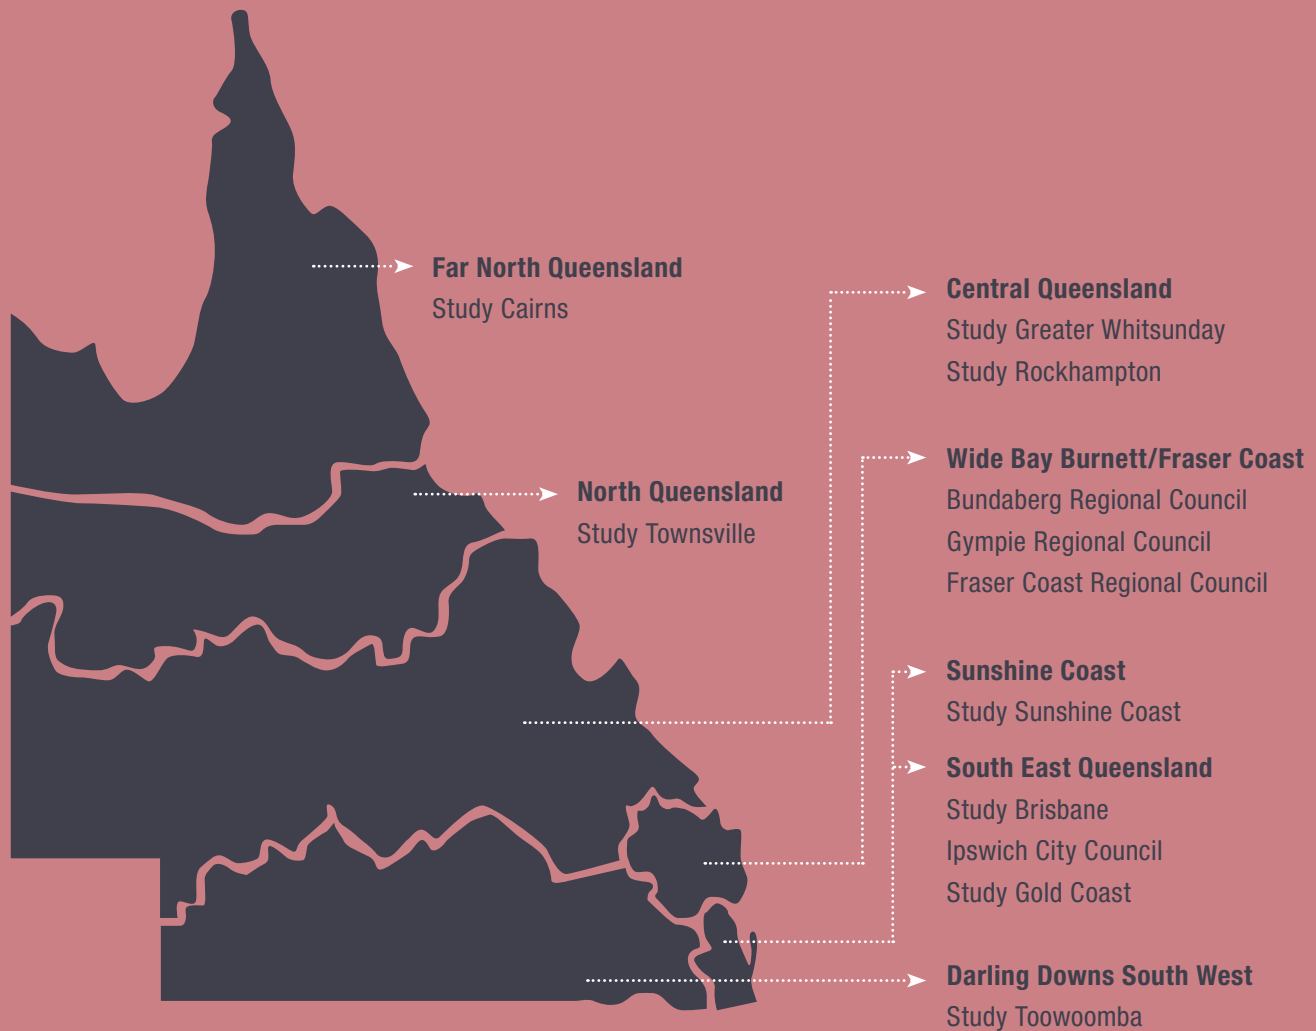 Far North Queensland
Study Cairns
North Queensland
Study Townsville
Central Queensland
Study Greater Whitsunday
Study Rockhampton
Wide Bay Burnett/Fraser Coast
Bundaberg Regional Council
Gympie Regional Council
Fraser Coast Regional Council
Sunshine Coast
Study Sunshine Coast
South East Queensland
Study Brisbane
Ipswich City Council
Study Gold Coast
Darling Downs South West
Study Toowoomba